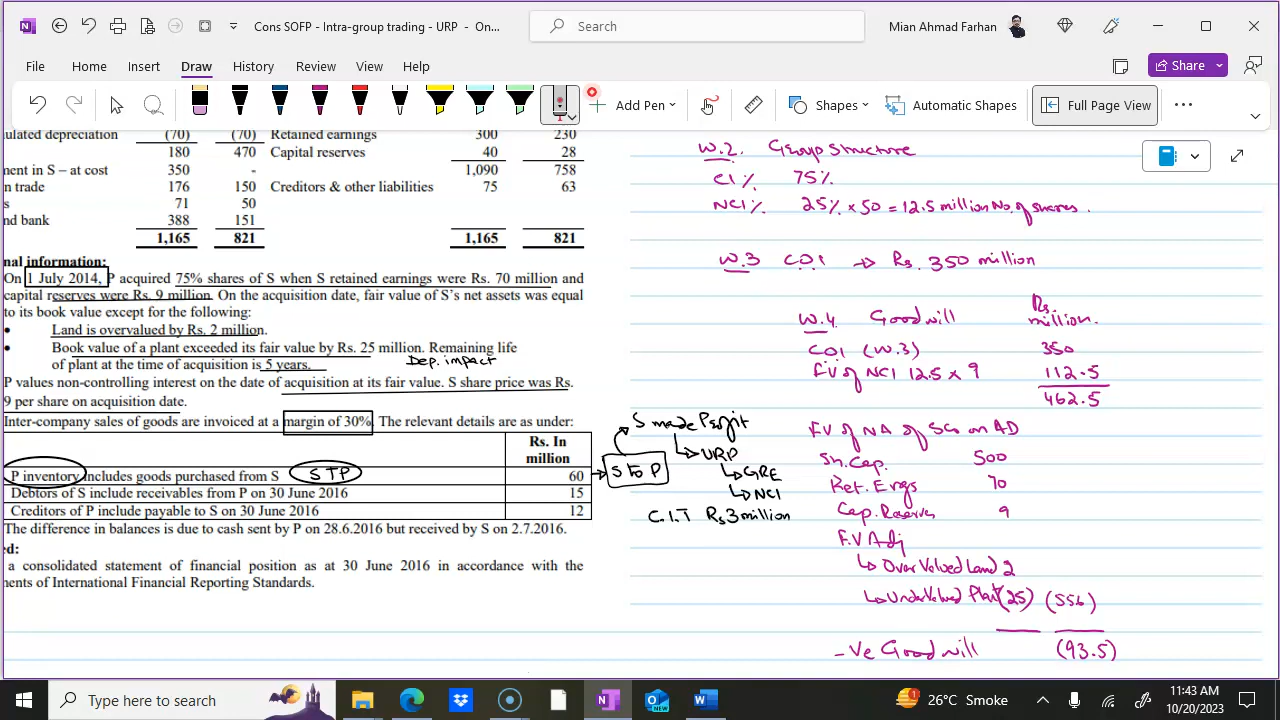 Cons SOFP - Intra-group trading - URP - On...
Search
Mian Ahmad Farhan
File Home Insert Draw History Review View Help
Share
Add Pen
Shapes
Automatic Shapes
Full Page View
ulated depreciation (70) (70) Retained earnings 300 230
180 470 Capital reserves 40 28
ment in S – at cost 350 - 1,090 758
n trade 176 150 Creditors & other liabilities 75 63
s 71 50
nd bank 388 151
1,165 821 1,165 821
nal information:
On 1 July 2014, P acquired 75% shares of S when S retained earnings were Rs. 70 million and
capital reserves were Rs. 9 million. On the acquisition date, fair value of S's net assets was equal
to its book value except for the following:
• Land is overvalued by Rs. 2 million.
• Book value of a plant exceeded its fair value by Rs. 25 million. Remaining life
of plant at the time of acquisition is 5 years. Dep. impact
P values non-controlling interest on the date of acquisition at its fair value. S share price was Rs.
9 per share on acquisition date.
Inter-company sales of goods are invoiced at a margin of 30%. The relevant details are as under:
Rs. In
million
P inventory includes goods purchased from S STP 60
Debtors of S include receivables from P on 30 June 2016 15
Creditors of P include payable to S on 30 June 2016 12
The difference in balances is due to cash sent by P on 28.6.2016 but received by S on 2.7.2016.
ed:
a consolidated statement of financial position as at 30 June 2016 in accordance with the
nents of International Financial Reporting Standards.
S made Profit
URP
S to P
GRE
NCI
C.I.T Rs 3 million
W.2. Group Structure
CI % 75%
NCI % 25% x 50 = 12.5 million No. of shares.
W.3 COI → Rs. 350 million
W.4 Goodwill Rs.
million.
COI (W.3) 350
FV of NCI 12.5 x 9 112.5
462.5
FV of NA of SCo on AD
Sh. Cap. 500
Ret. Ergs 70
Cap. Reserves 9
F.V Adj
Over Valued Land 2
Undervalued Plant (25) (556)
-Ve Goodwill (93.5)
Type here to search
26°C Smoke
11:43 AM
10/20/2023